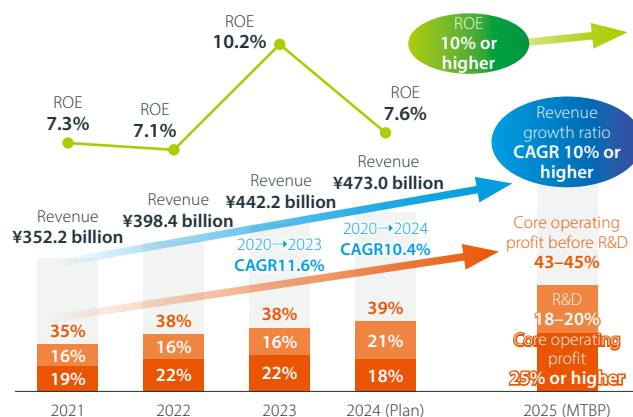 ROE
10.2%
ROE
10% or
higher
ROE
7.3%
ROE
7.1%
ROE
7.6%
Revenue
growth ratio
CAGR 10% or
higher
Revenue
¥352.2 billion
Revenue
¥398.4 billion
Revenue
¥442.2 billion
Revenue
¥473.0 billion
2020→2023
CAGR11.6%
2020→2024
CAGR10.4%
Core operating
profit before R&D
43–45%
35%
38%
38%
39%
R&D
18–20%
16%
16%
16%
21%
Core operating
profit
25% or higher
19%
22%
22%
18%
2021
2022
2023
2024 (Plan)
2025 (MTBP)